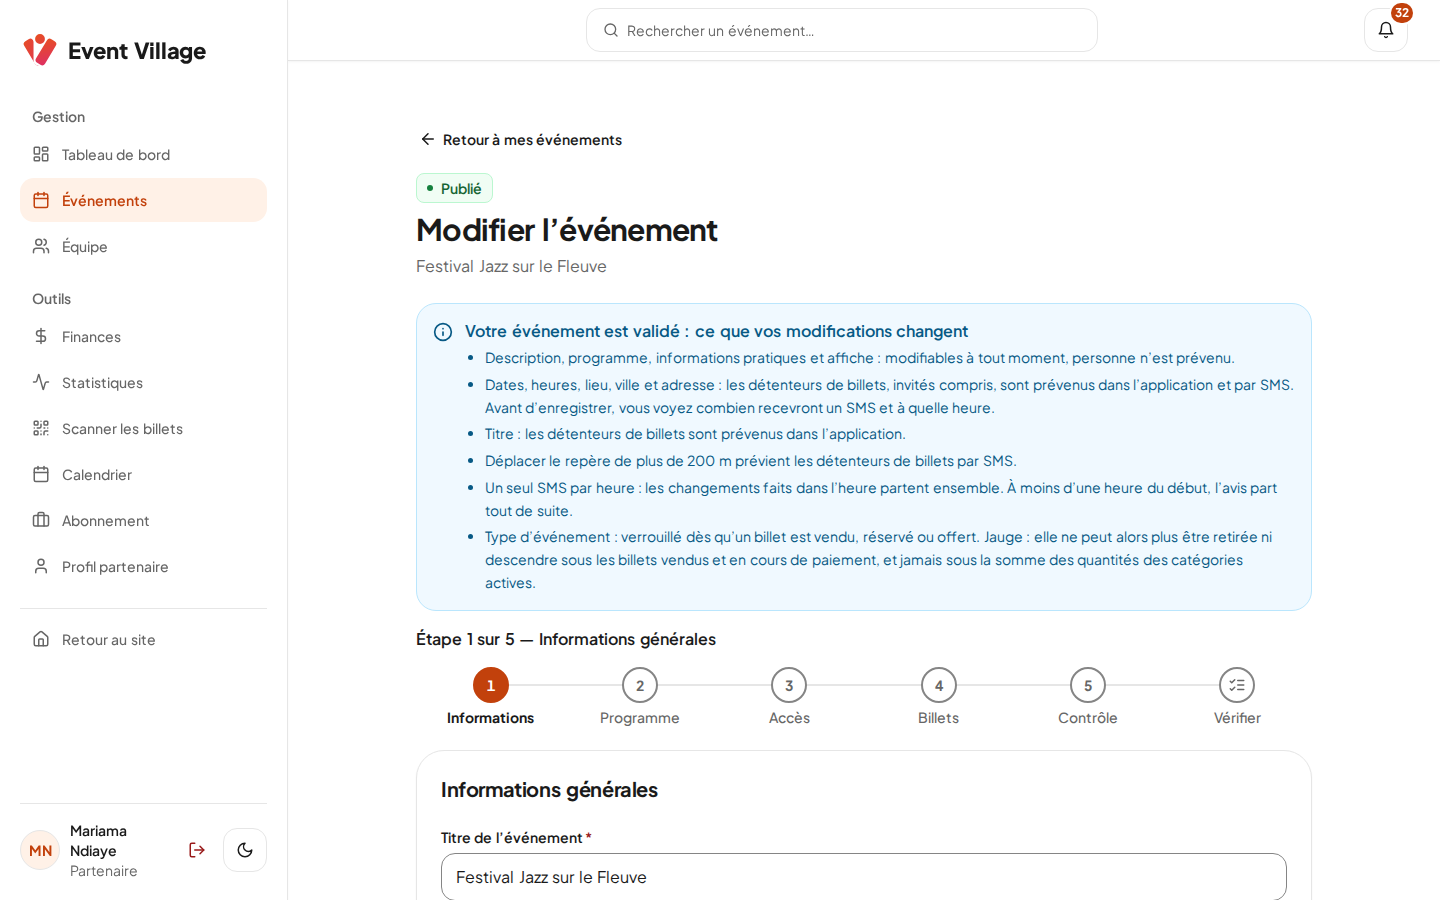 Event Village
Rechercher un événement…
32
Gestion
Tableau de bord
Événements
Équipe
Outils
Finances
Statistiques
Scanner les billets
Calendrier
Abonnement
Profil partenaire
Retour au site
MN
Mariama
Ndiaye
Partenaire
Retour à mes événements
Publié
Modifier l’événement
Festival Jazz sur le Fleuve
Votre événement est validé : ce que vos modifications changent
Description, programme, informations pratiques et affiche : modifiables à tout moment, personne n’est prévenu.
Dates, heures, lieu, ville et adresse : les détenteurs de billets, invités compris, sont prévenus dans l’application et par SMS.
Avant d’enregistrer, vous voyez combien recevront un SMS et à quelle heure.
Titre : les détenteurs de billets sont prévenus dans l’application.
Déplacer le repère de plus de 200 m prévient les détenteurs de billets par SMS.
Un seul SMS par heure : les changements faits dans l’heure partent ensemble. À moins d’une heure du début, l’avis part
tout de suite.
Type d’événement : verrouillé dès qu’un billet est vendu, réservé ou offert. Jauge : elle ne peut alors plus être retirée ni
descendre sous les billets vendus et en cours de paiement, et jamais sous la somme des quantités des catégories
actives.
Étape 1 sur 5 — Informations générales
1
2
3
4
5
Informations
Programme
Accès
Billets
Contrôle
Vérifier
Informations générales
Titre de l’événement *
Festival Jazz sur le Fleuve